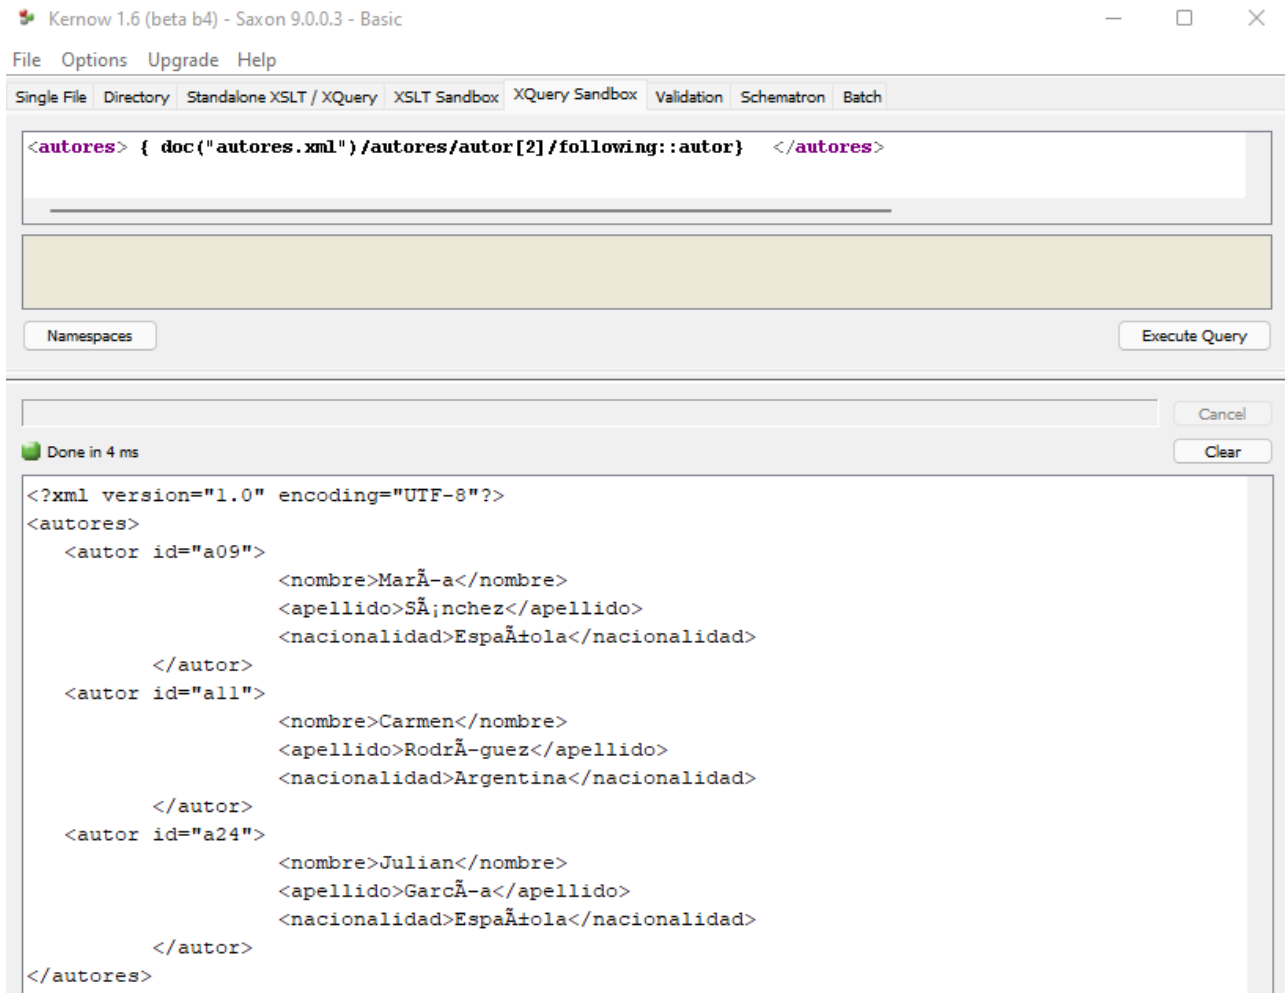 Kernow 1.6 (beta b4) - Saxon 9.0.0.3 - Basic
File Options Upgrade Help
Single File Directory Standalone XSLT / XQuery XSLT Sandbox XQuery Sandbox Validation Schematron Batch
<autores> { doc("autores.xml")/autores/autor[2]/following::autor} </autores>
Namespaces Execute Query
Cancel
Done in 4 ms Clear
<?xml version="1.0" encoding="UTF-8"?>
<autores>
<autor id="a09">
<nombre>MarÃ-a</nombre>
<apellido>SÃ¡nchez</apellido>
<nacionalidad>EspaÃ±ola</nacionalidad>
</autor>
<autor id="a11">
<nombre>Carmen</nombre>
<apellido>RodrÃ-guez</apellido>
<nacionalidad>Argentina</nacionalidad>
</autor>
<autor id="a24">
<nombre>Julian</nombre>
<apellido>GarcÃ-a</apellido>
<nacionalidad>EspaÃ±ola</nacionalidad>
</autor>
</autores>